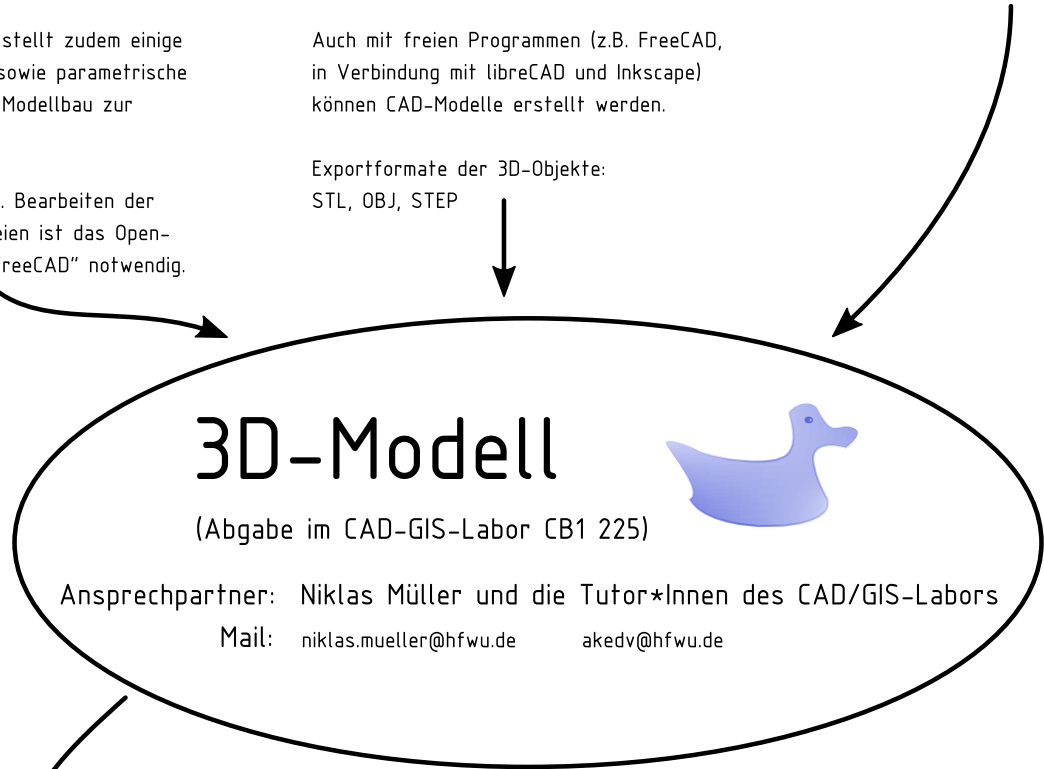 stellt zudem einige
sowie parametrische
Modellbau zur
. Bearbeiten der
eien ist das Open-
reeCAD" notwendig.
Auch mit freien Programmen (z.B. FreeCAD,
in Verbindung mit libreCAD und Inkscape)
können CAD-Modelle erstellt werden.
Exportformate der 3D-Objekte:
STL, OBJ, STEP
3D-Modell
(Abgabe im CAD-GIS-Labor CB1 225)
Ansprechpartner: Niklas Müller und die Tutor*Innen des CAD/GIS-Labors
Mail: niklas.mueller@hfwu.de akedv@hfwu.de